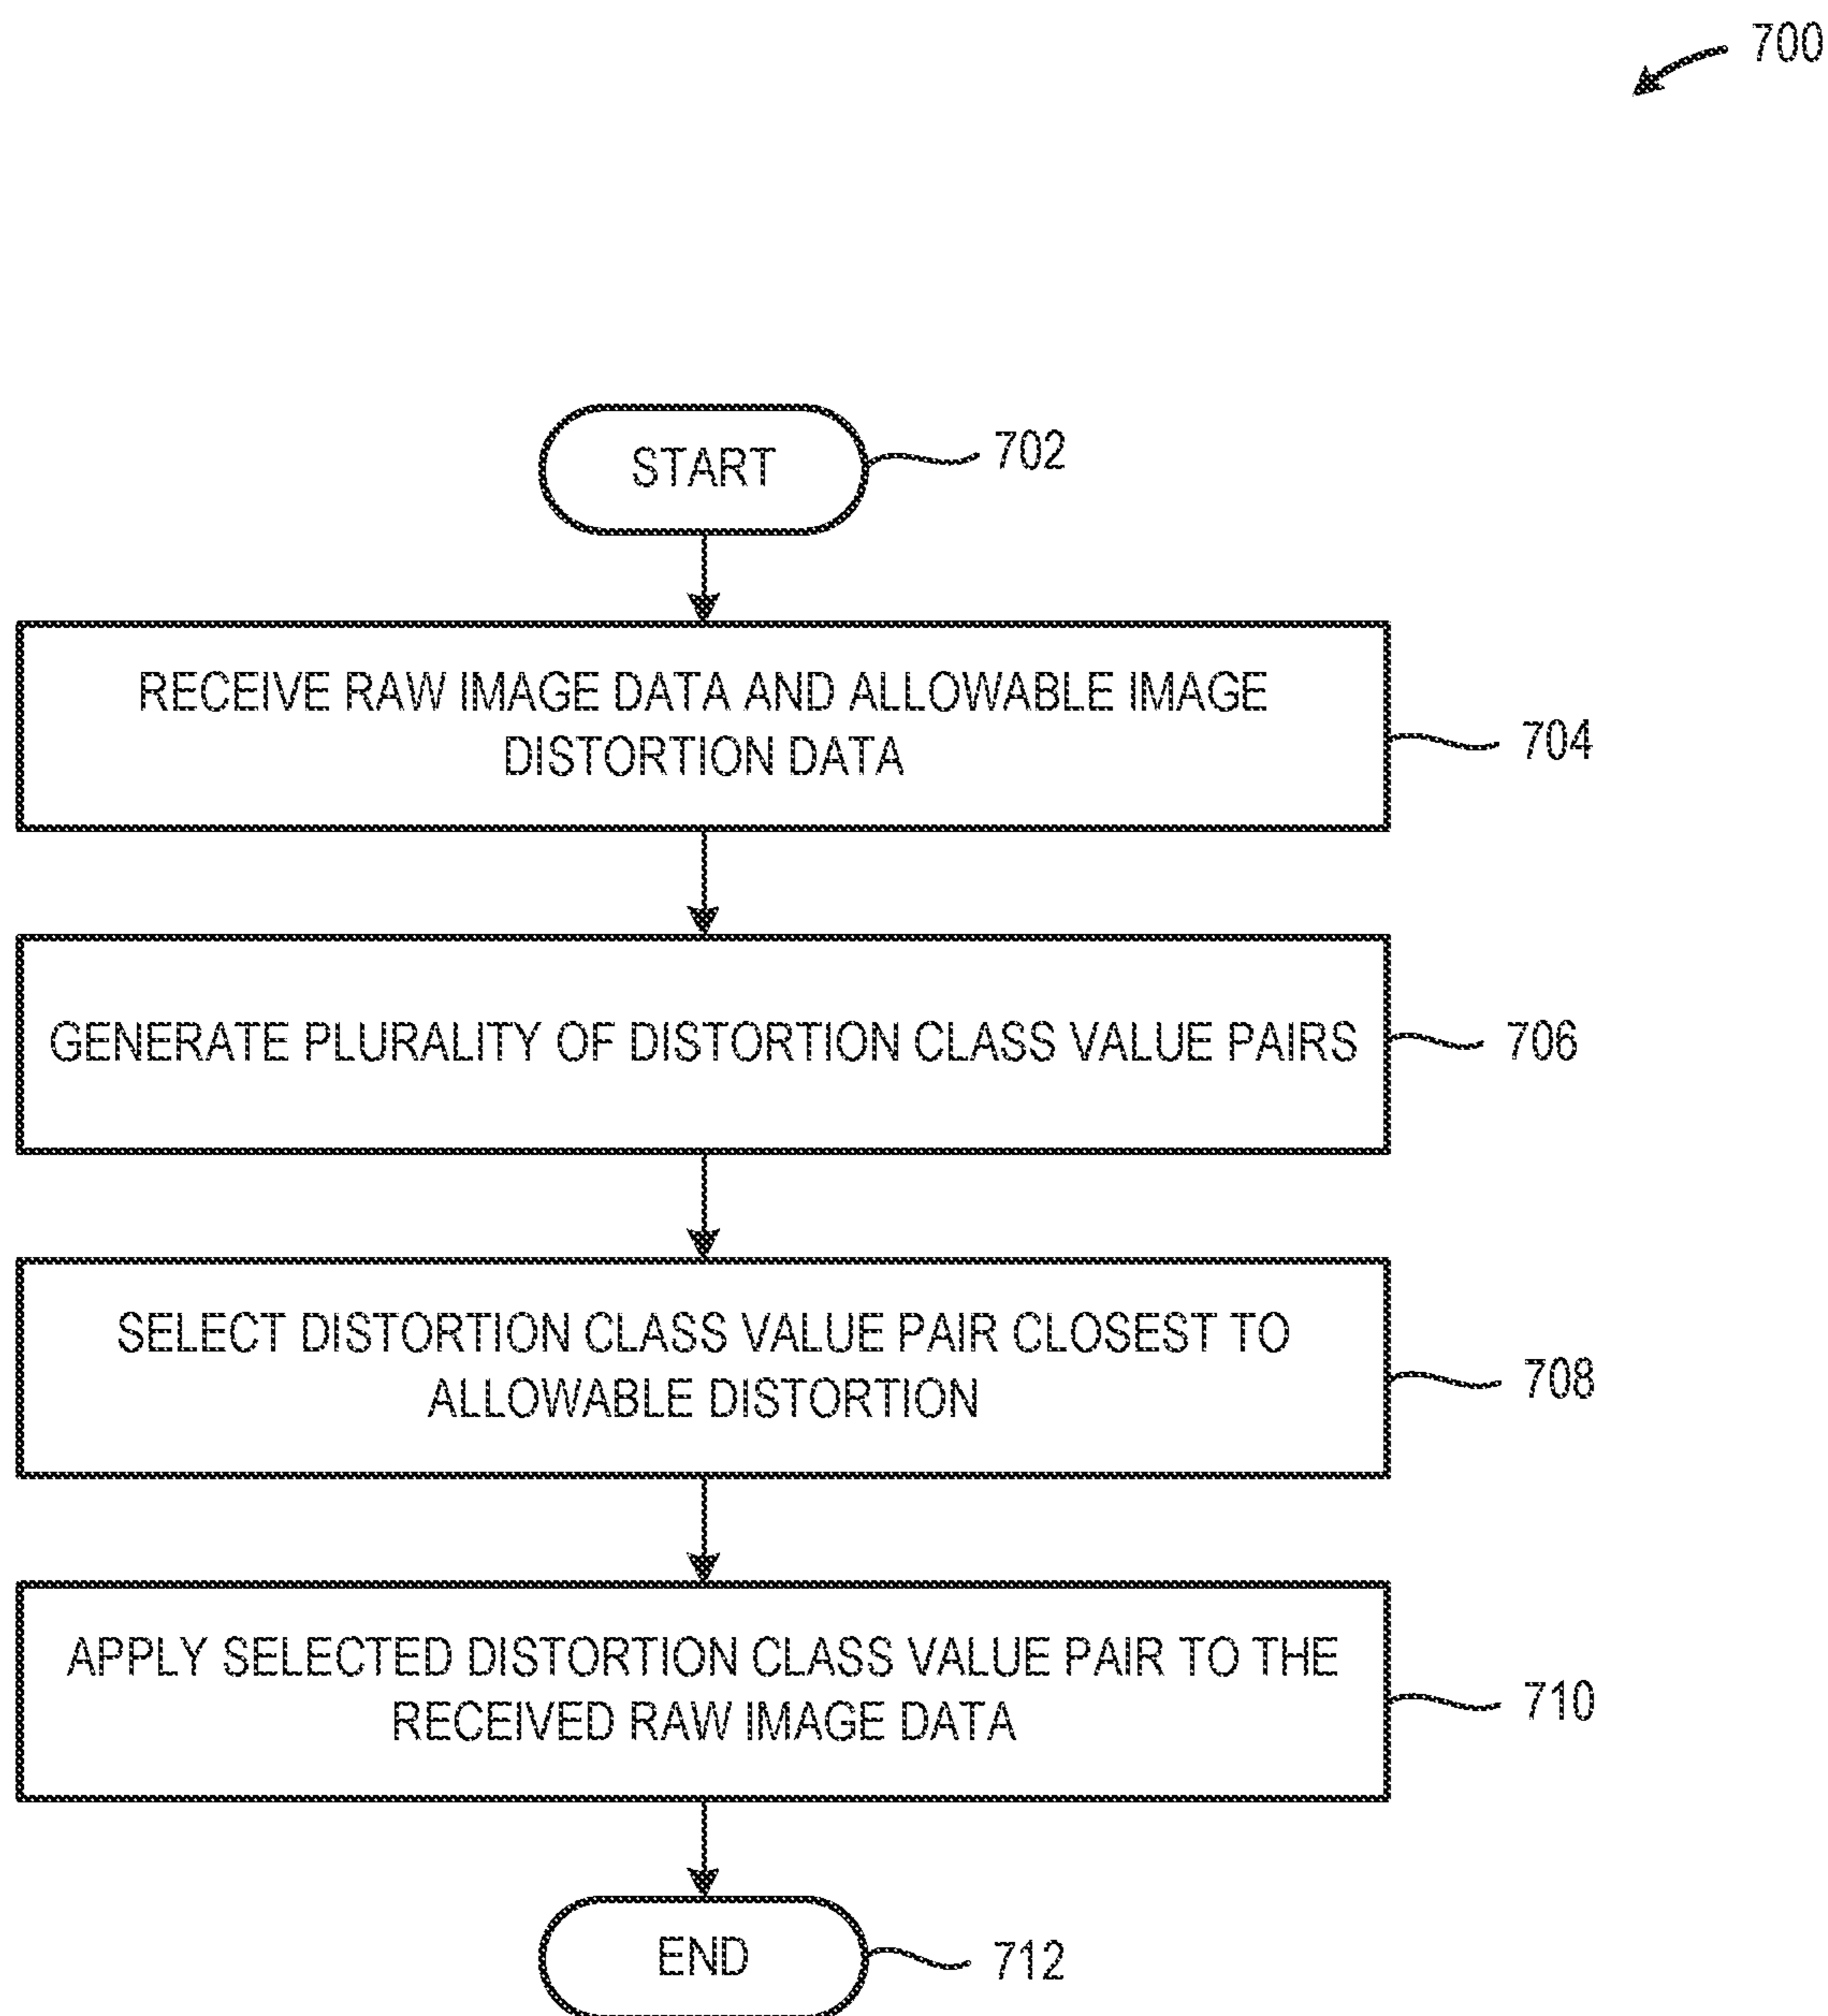 700
START
702
RECEIVE RAW IMAGE DATA AND ALLOWABLE IMAGE
DISTORTION DATA
704
GENERATE PLURALITY OF DISTORTION CLASS VALUE PAIRS
706
SELECT DISTORTION CLASS VALUE PAIR CLOSEST TO
ALLOWABLE DISTORTION
708
APPLY SELECTED DISTORTION CLASS VALUE PAIR TO THE
RECEIVED RAW IMAGE DATA
710
END
712